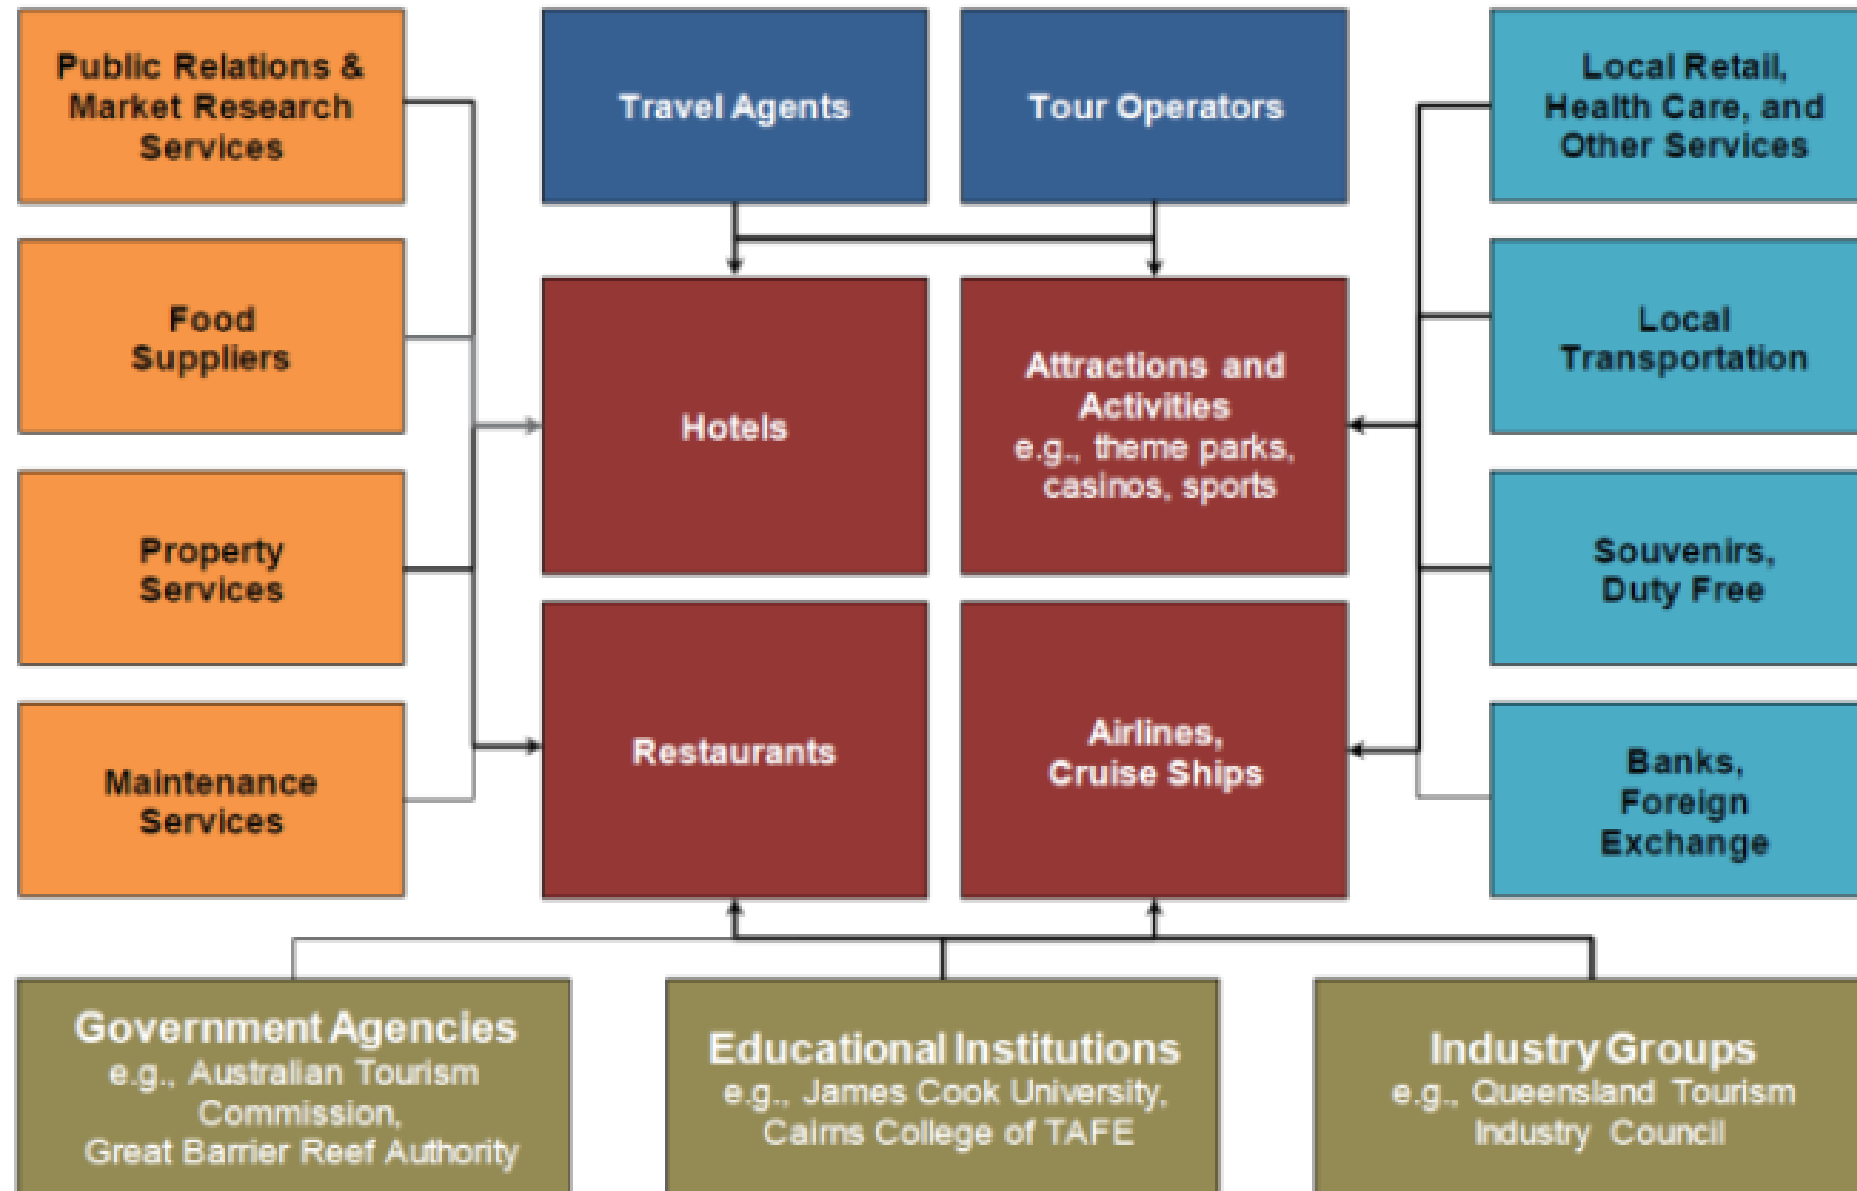 Public Relations &
Market Research
Services
Travel Agents
Tour Operators
Local Retail,
Health Care, and
Other Services
Food
Suppliers
Local
Transportation
Hotels
Attractions and
Activities
e.g., theme parks,
casinos, sports
Property
Services
Souvenirs,
Duty Free
Maintenance
Services
Restaurants
Airlines,
Cruise Ships
Banks,
Foreign
Exchange
Government Agencies
e.g., Australian Tourism
Commission,
Great Barrier Reef Authority
Educational Institutions
e.g., James Cook University,
Cairns College of TAFE
Industry Groups
e.g., Queensland Tourism
Industry Council